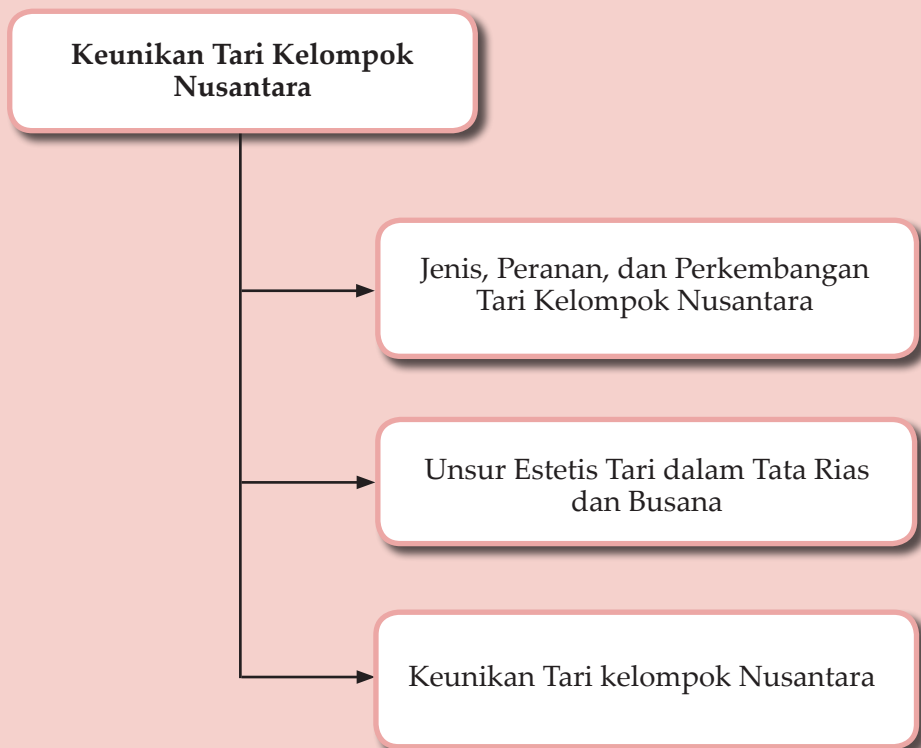 Keunikan Tari Kelompok
Nusantara
Jenis, Peranan, dan Perkembangan
Tari Kelompok Nusantara
Unsur Estetis Tari dalam Tata Rias
dan Busana
Keunikan Tari kelompok Nusantara